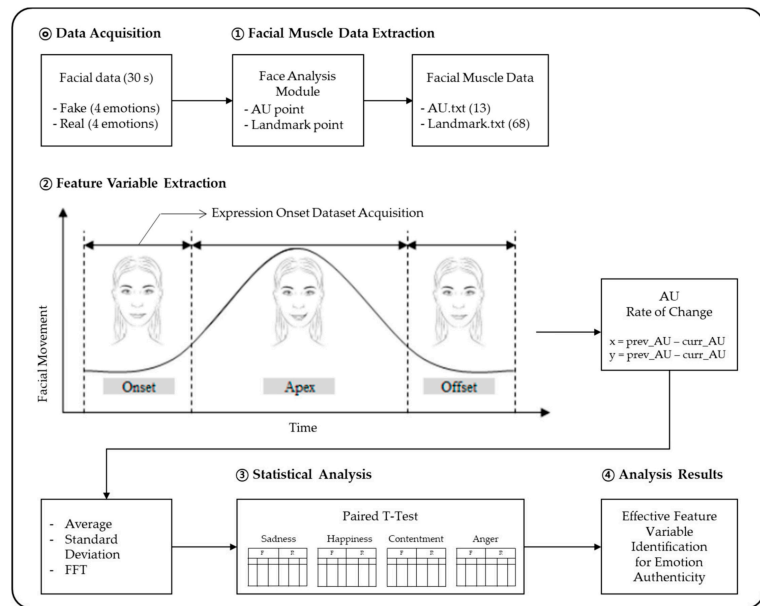 ⓪ Data Acquisition
① Facial Muscle Data Extraction
Facial data (30 s)
- Fake (4 emotions)
- Real (4 emotions)
Face Analysis
Module
- AU point
- Landmark point
Facial Muscle Data
- AU.txt (13)
- Landmark.txt (68)
② Feature Variable Extraction
Expression Onset Dataset Acquisition
Facial Movement
Onset
Apex
Offset
Time
AU
Rate of Change
x = prev_AU – curr_AU
y = prev_AU – curr_AU
- Average
- Standard
Deviation
- FFT
③ Statistical Analysis
Paired T-Test
Sadness
Happiness
Contentment
Anger
④ Analysis Results
Effective Feature
Variable
Identification
for Emotion
Authenticity